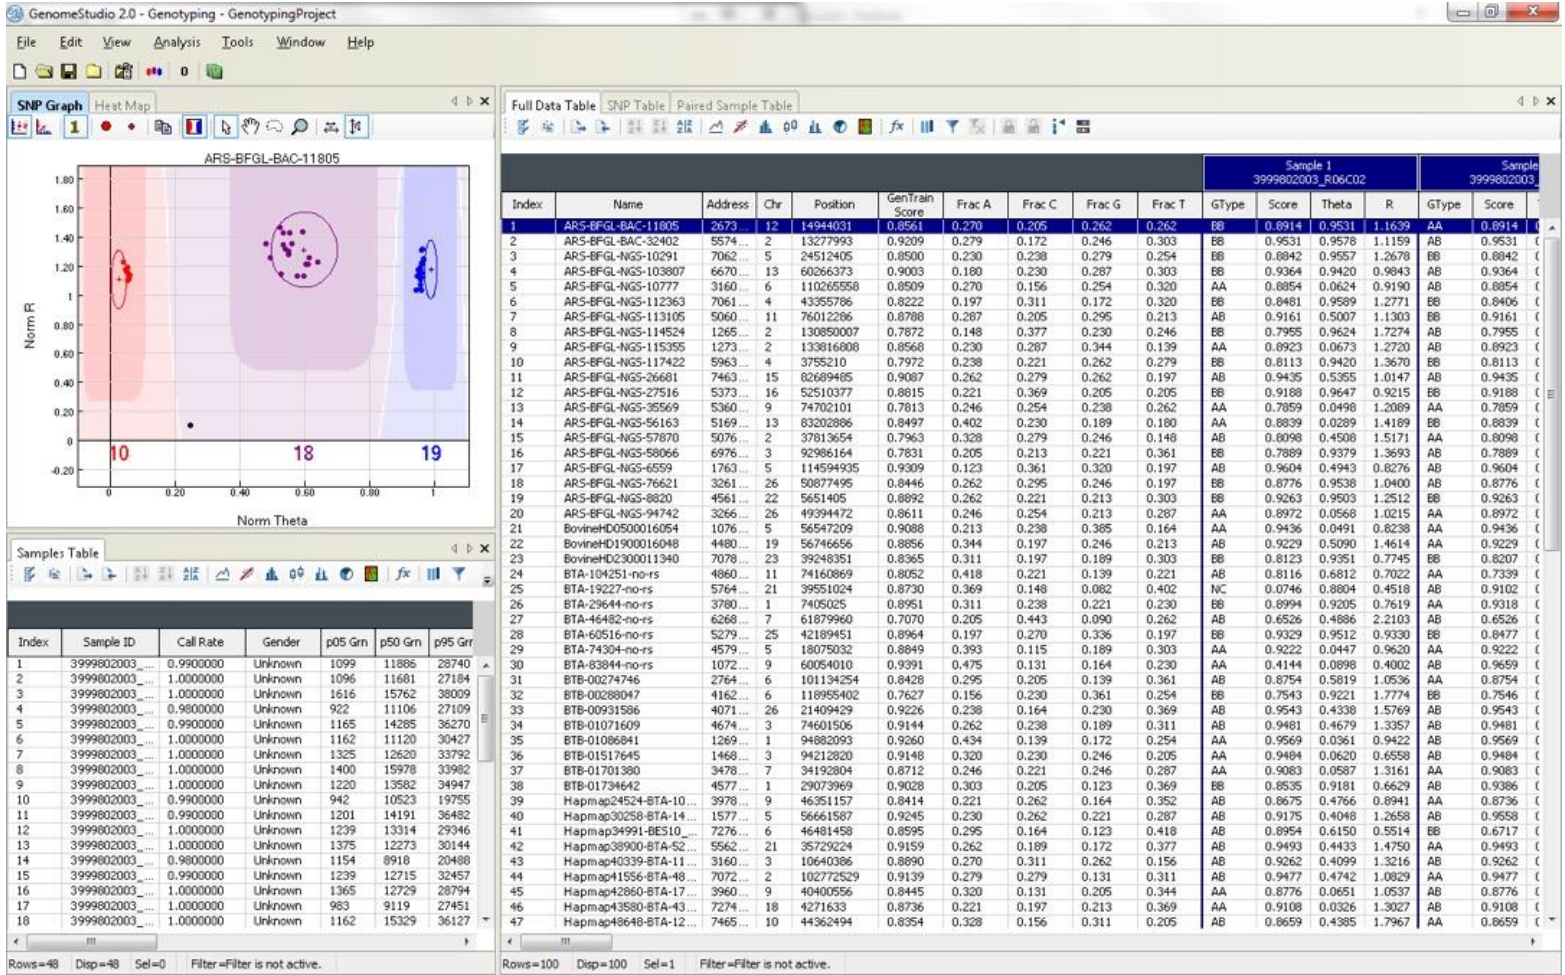 GenomeStudio 2.0 - Genotyping - GenotypingProject
File Edit View Analysis Tools Window Help
SNP Graph Heat Map
ARS-BFGL-BAC-11805
1.80
1.60
1.40
1.20
1
0.80
0.60
0.40
0.20
0
-0.20
Norm R
10 18 19
0 0.20 0.40 0.60 0.80 1
Norm Theta
Samples Table
Index Sample ID Call Rate Gender p05 Grn p50 Grn p95 Grn
1 3999802003_... 0.9900000 Unknown 1099 11886 28740
2 3999802003_... 1.0000000 Unknown 1096 11681 27184
3 3999802003_... 1.0000000 Unknown 1616 15762 38009
4 3999802003_... 0.9800000 Unknown 922 11106 27109
5 3999802003_... 0.9900000 Unknown 1165 14285 36270
6 3999802003_... 1.0000000 Unknown 1162 11120 30427
7 3999802003_... 1.0000000 Unknown 1325 12620 33792
8 3999802003_... 1.0000000 Unknown 1400 15978 33982
9 3999802003_... 1.0000000 Unknown 1220 13582 34947
10 3999802003_... 0.9900000 Unknown 942 10523 19755
11 3999802003_... 0.9900000 Unknown 1201 14191 36482
12 3999802003_... 1.0000000 Unknown 1239 13314 29346
13 3999802003_... 1.0000000 Unknown 1375 12273 30144
14 3999802003_... 0.9800000 Unknown 1154 8918 20488
15 3999802003_... 0.9900000 Unknown 1239 12715 32457
16 3999802003_... 1.0000000 Unknown 1365 12729 28794
17 3999802003_... 1.0000000 Unknown 983 9119 27451
18 3999802003_... 1.0000000 Unknown 1162 15329 36127
Rows=48 Disp=48 Sel=0 Filter=Filter is not active.
Full Data Table SNP Table Paired Sample Table
Sample 1 Sample
3999802003_R06C02 3999802003_
Index Name Address Chr Position GenTrain Score Frac A Frac C Frac G Frac T GType Score Theta R GType Score
1 ARS-BFGL-BAC-11805 2673... 12 14944031 0.8561 0.270 0.205 0.262 0.262 BB 0.8914 0.9531 1.1639 AA 0.8914
2 ARS-BFGL-BAC-32402 5574... 2 13277993 0.9209 0.279 0.172 0.246 0.303 BB 0.9531 0.9578 1.1159 AB 0.9531
3 ARS-BFGL-NGS-10291 7062... 5 24512405 0.8500 0.230 0.238 0.279 0.254 BB 0.8842 0.9557 1.2678 BB 0.8842
4 ARS-BFGL-NGS-103807 6670... 13 60266373 0.9003 0.180 0.230 0.287 0.303 BB 0.9364 0.9420 0.9843 AB 0.9364
5 ARS-BFGL-NGS-10777 3160... 6 110265558 0.8509 0.270 0.156 0.254 0.320 AA 0.8854 0.0624 0.9190 AB 0.8854
6 ARS-BFGL-NGS-112363 7061... 4 43355786 0.8222 0.197 0.311 0.172 0.320 BB 0.8481 0.9589 1.2771 BB 0.8406
7 ARS-BFGL-NGS-113105 5060... 11 76012286 0.8788 0.287 0.205 0.295 0.213 AB 0.9161 0.5007 1.1303 BB 0.9161
8 ARS-BFGL-NGS-114524 1265... 2 130850007 0.7872 0.148 0.377 0.230 0.246 BB 0.7955 0.9624 1.7274 AB 0.7955
9 ARS-BFGL-NGS-115355 1273... 2 133816808 0.8568 0.230 0.287 0.344 0.139 AA 0.8923 0.0673 1.2720 AB 0.8923
10 ARS-BFGL-NGS-117422 5963... 4 3755210 0.7972 0.238 0.221 0.262 0.279 BB 0.8113 0.9420 1.3670 BB 0.8113
11 ARS-BFGL-NGS-26681 7463... 15 82689485 0.9087 0.262 0.279 0.262 0.197 AB 0.9435 0.5355 1.0147 AB 0.9435
12 ARS-BFGL-NGS-27516 5373... 16 52510377 0.8815 0.221 0.369 0.205 0.205 BB 0.9188 0.9647 0.9215 BB 0.9188
13 ARS-BFGL-NGS-35569 5360... 9 74702101 0.7813 0.246 0.254 0.238 0.262 AA 0.7859 0.0498 1.2089 AA 0.7859
14 ARS-BFGL-NGS-56163 5169... 13 83202886 0.8497 0.402 0.230 0.189 0.180 AA 0.8839 0.0289 1.4189 BB 0.8839
15 ARS-BFGL-NGS-57870 5076... 2 37813654 0.7963 0.328 0.279 0.246 0.148 AB 0.8098 0.4508 1.5171 AA 0.8098
16 ARS-BFGL-NGS-58066 6976... 3 92986164 0.7831 0.205 0.213 0.221 0.361 BB 0.7889 0.9379 1.3693 AB 0.7889
17 ARS-BFGL-NGS-6559 1763... 5 114594935 0.9309 0.123 0.361 0.320 0.197 AB 0.9604 0.4943 0.8276 AB 0.9604
18 ARS-BFGL-NGS-76621 3261... 26 50877495 0.8446 0.262 0.295 0.246 0.197 BB 0.8776 0.9538 1.0400 AB 0.8776
19 ARS-BFGL-NGS-8820 4561... 22 5651405 0.8892 0.262 0.221 0.213 0.303 BB 0.9263 0.9503 1.2512 BB 0.9263
20 ARS-BFGL-NGS-94742 3266... 26 49394472 0.8611 0.246 0.254 0.213 0.287 AA 0.8972 0.0568 1.0215 AA 0.8972
21 BovineHD0500016054 1076... 5 56547209 0.9088 0.213 0.238 0.385 0.164 AA 0.9436 0.0491 0.8238 AA 0.9436
22 BovineHD1900016048 4480... 19 56746656 0.8856 0.344 0.197 0.246 0.213 AB 0.9229 0.5090 1.4614 AA 0.9229
23 BovineHD2300011340 7078... 23 39248351 0.8365 0.311 0.197 0.189 0.303 BB 0.8123 0.9351 0.7745 BB 0.8207
24 BTA-104251-no-rs 4860... 11 74160869 0.8052 0.418 0.221 0.139 0.221 AB 0.8116 0.6812 0.7022 AA 0.7339
25 BTA-19227-no-rs 5764... 21 39551024 0.8730 0.369 0.148 0.082 0.402 NC 0.0746 0.8804 0.4518 AB 0.9102
26 BTA-29644-no-rs 3780... 1 7405025 0.8951 0.311 0.238 0.221 0.230 BB 0.8994 0.9205 0.7619 AA 0.9318
27 BTA-46482-no-rs 6268... 7 61879960 0.7070 0.205 0.443 0.090 0.262 AB 0.6526 0.4886 2.2103 AB 0.6526
28 BTA-60516-no-rs 5279... 25 42189451 0.8964 0.197 0.270 0.336 0.197 BB 0.9329 0.9512 0.9330 BB 0.8477
29 BTA-74304-no-rs 4579... 5 18075032 0.8849 0.393 0.115 0.189 0.303 AA 0.9222 0.0447 0.9620 AA 0.9222
30 BTA-83844-no-rs 1072... 9 60054010 0.9391 0.475 0.131 0.164 0.230 AA 0.4144 0.0898 0.4002 AB 0.9659
31 BTB-00274746 2764... 6 101134254 0.8428 0.295 0.205 0.139 0.361 AB 0.8754 0.5819 1.0536 AA 0.8754
32 BTB-00288047 4162... 6 118955402 0.7627 0.156 0.230 0.361 0.254 BB 0.7543 0.9221 1.7774 BB 0.7546
33 BTB-00931586 4071... 26 21409429 0.9226 0.238 0.164 0.230 0.369 AB 0.9543 0.4338 1.5769 AB 0.9543
34 BTB-01071609 4674... 3 74601506 0.9144 0.262 0.238 0.189 0.311 AB 0.9481 0.4679 1.3357 AB 0.9481
35 BTB-01086841 1269... 1 94882093 0.9260 0.434 0.139 0.172 0.254 AA 0.9569 0.0361 0.9422 AB 0.9569
36 BTB-01517645 1468... 3 94212820 0.9148 0.320 0.230 0.246 0.205 AA 0.9484 0.0620 0.6558 AB 0.9484
37 BTB-01701380 3478... 7 34192804 0.8712 0.246 0.221 0.246 0.287 AA 0.9083 0.0587 1.3161 AA 0.9083
38 BTB-01734642 4577... 1 29073969 0.9028 0.303 0.205 0.123 0.369 BB 0.8535 0.9181 0.6629 AB 0.9386
39 Hapmap24524-BTA-10... 3978... 9 46351157 0.8414 0.221 0.262 0.164 0.352 AB 0.8675 0.4766 0.8941 AA 0.8736
40 Hapmap30258-BTA-14... 1577... 5 56661587 0.9245 0.230 0.262 0.221 0.287 AB 0.9175 0.4048 1.2658 AB 0.9558
41 Hapmap34991-BES10_... 7276... 6 46481458 0.8595 0.295 0.164 0.123 0.418 AB 0.8954 0.6150 0.5514 BB 0.6717
42 Hapmap38900-BTA-52... 5562... 21 35729224 0.9159 0.262 0.189 0.172 0.377 AB 0.9493 0.4433 1.4750 AA 0.9493
43 Hapmap40339-BTA-11... 3160... 3 10640386 0.8890 0.270 0.311 0.262 0.156 AB 0.9262 0.4099 1.3216 AB 0.9262
44 Hapmap41556-BTA-48... 7072... 2 102772529 0.9139 0.279 0.279 0.131 0.311 AB 0.9477 0.4742 1.0829 AA 0.9477
45 Hapmap42860-BTA-17... 3960... 9 40400556 0.8445 0.320 0.131 0.205 0.344 AA 0.8776 0.0651 1.0537 AB 0.8776
46 Hapmap43580-BTA-43... 7274... 18 4271633 0.8736 0.221 0.197 0.213 0.369 AA 0.9108 0.0326 1.3027 AB 0.9108
47 Hapmap48648-BTA-12... 7465... 10 44362494 0.8354 0.328 0.156 0.311 0.205 AB 0.8659 0.4385 1.7967 AA 0.8659
Rows=100 Disp=100 Sel=1 Filter=Filter is not active.